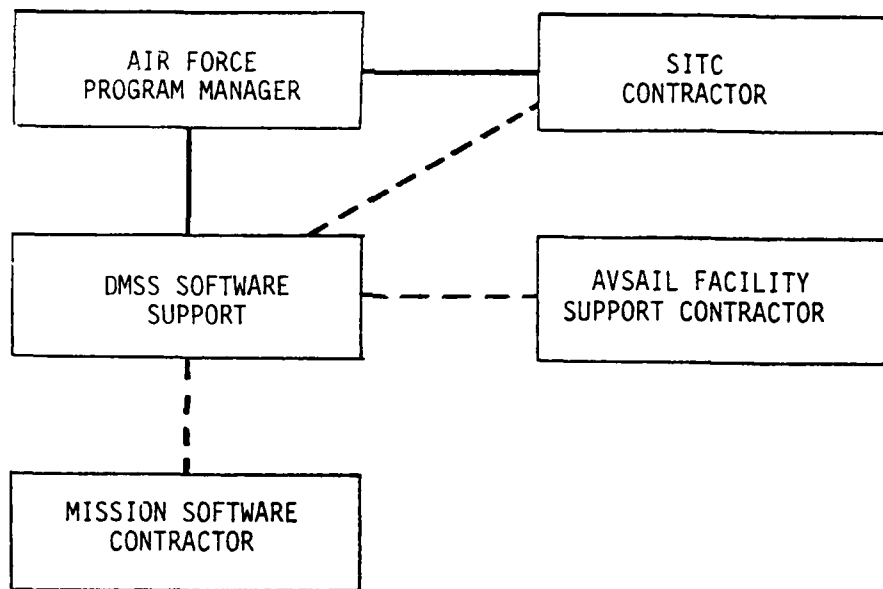 AIR FORCE
PROGRAM MANAGER
SITC
CONTRACTOR
DMSS SOFTWARE
SUPPORT
AVSAIL FACILITY
SUPPORT CONTRACTOR
MISSION SOFTWARE
CONTRACTOR